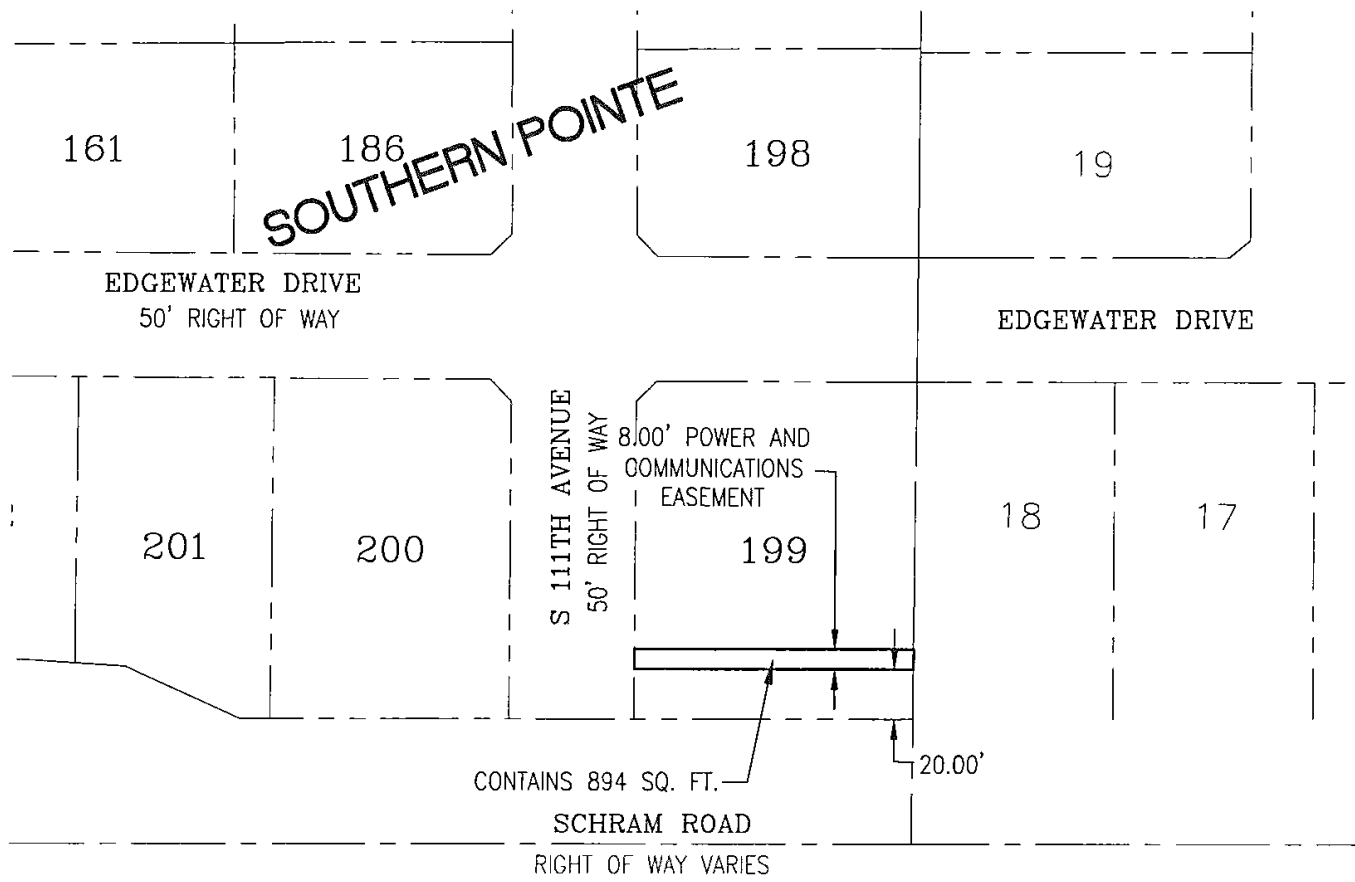 SOUTHERN POINTE
161
186
198
19
EDGEWATER DRIVE
50' RIGHT OF WAY
EDGEWATER DRIVE
S 111TH AVENUE
50' RIGHT OF WAY
8.00' POWER AND
COMMUNICATIONS
EASEMENT
201
200
199
18
17
20.00'
CONTAINS 894 SQ. FT.
SCHRAM ROAD
RIGHT OF WAY VARIES